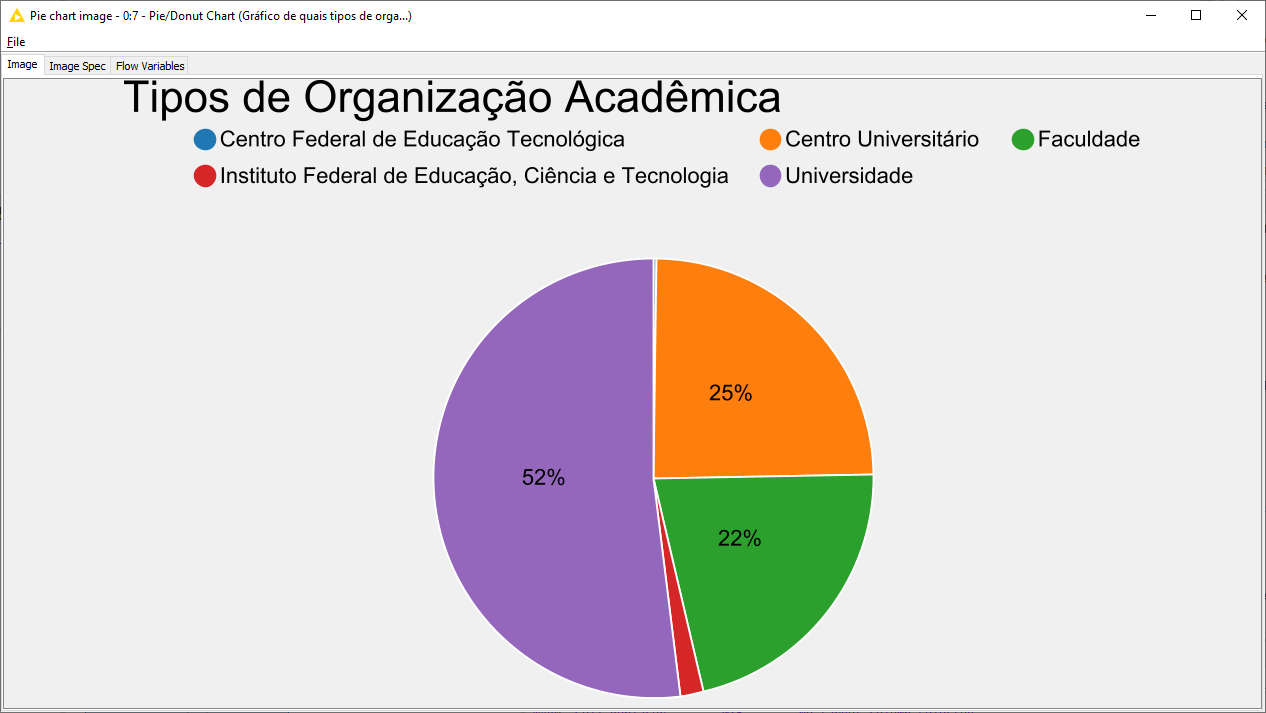 Pie chart image - 0:7 - Pie/Donut Chart (Gráfico de quais tipos de orga...)
File
Image Image Spec Flow Variables
Tipos de Organização Acadêmica
Centro Federal de Educação Tecnológica Centro Universitário Faculdade
Instituto Federal de Educação, Ciência e Tecnologia Universidade
25%
52%
22%